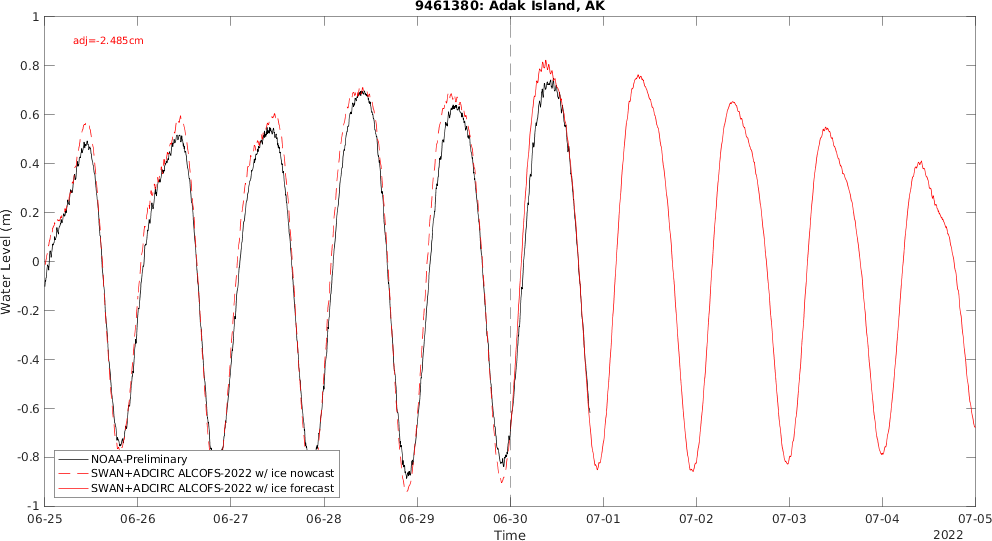 9461380: Adak Island, AK
adj=-2.485cm
1
0.8
0.6
0.4
0.2
0
-0.2
-0.4
-0.6
-0.8
-1
Water Level (m)
NOAA-Preliminary
SWAN+ADCIRC ALCOFS-2022 w/ ice nowcast
SWAN+ADCIRC ALCOFS-2022 w/ ice forecast
06-25 06-26 06-27 06-28 06-29 06-30 07-01 07-02 07-03 07-04 07-05
Time
2022